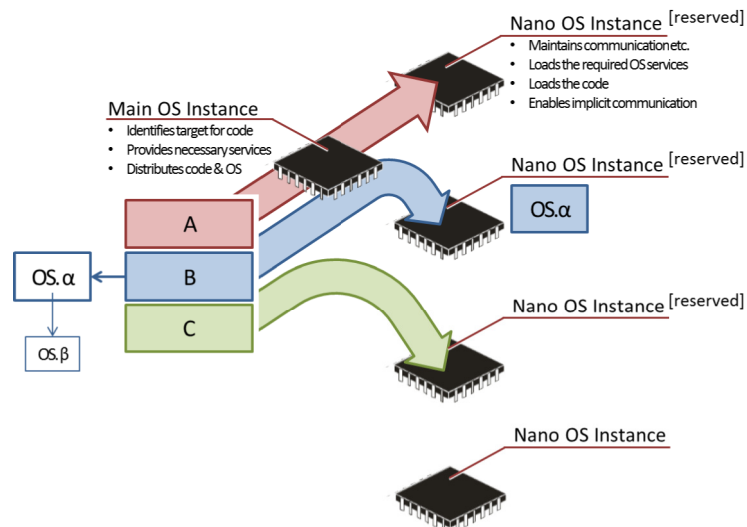 Nano OS Instance [reserved]
• Maintains communication etc.
• Loads the required OS services
• Loads the code
• Enables implicit communication
Main OS Instance
• Identifies target for code
• Provides necessary services
• Distributes code & OS
Nano OS Instance [reserved]
OS.α
A
B
C
OS. α
OS. β
Nano OS Instance [reserved]
Nano OS Instance